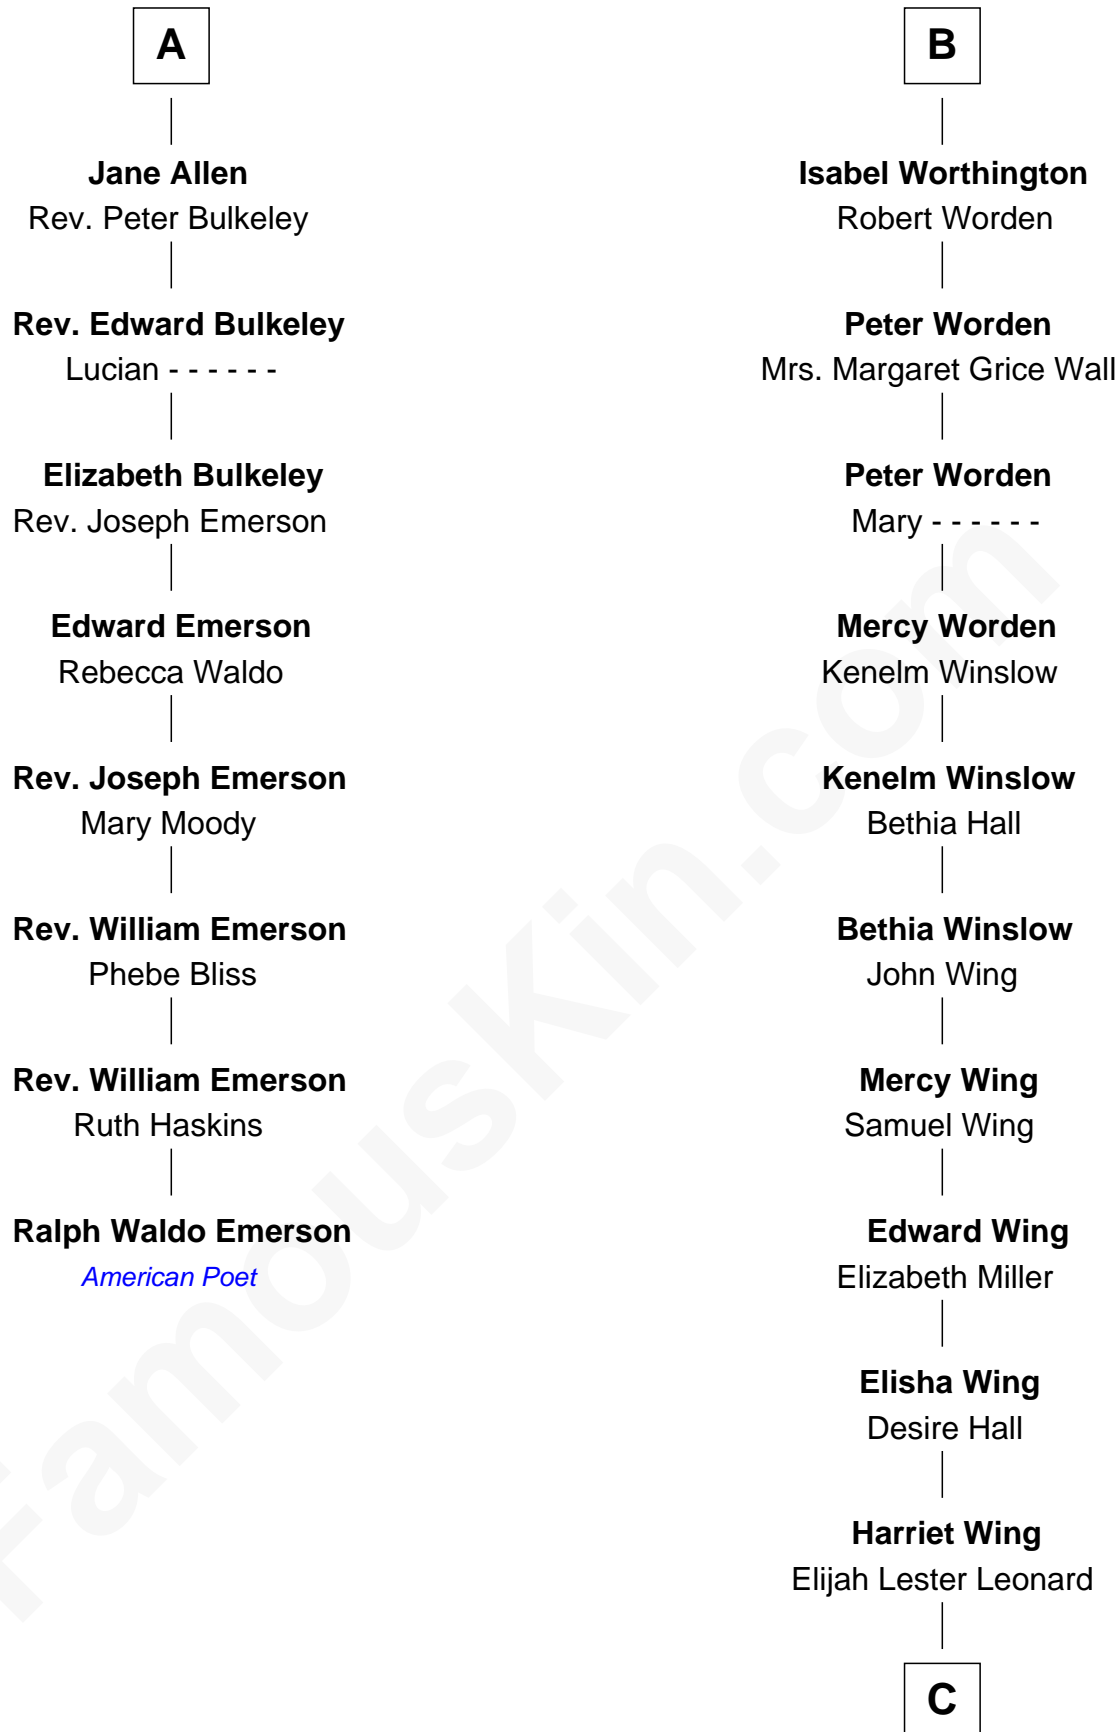 A
Jane Allen
Rev. Peter Bulkeley
Rev. Edward Bulkeley
Lucian - - - - - -
Elizabeth Bulkeley
Rev. Joseph Emerson
Edward Emerson
Rebecca Waldo
Rev. Joseph Emerson
Mary Moody
Rev. William Emerson
Phebe Bliss
Rev. William Emerson
Ruth Haskins
Ralph Waldo Emerson
American Poet
B
Isabel Worthington
Robert Worden
Peter Worden
Mrs. Margaret Grice Wall
Peter Worden
Mary - - - - - -
Mercy Worden
Kenelm Winslow
Kenelm Winslow
Bethia Hall
Bethia Winslow
John Wing
Mercy Wing
Samuel Wing
Edward Wing
Elizabeth Miller
Elisha Wing
Desire Hall
Harriet Wing
Elijah Lester Leonard
C
FamousKin.com